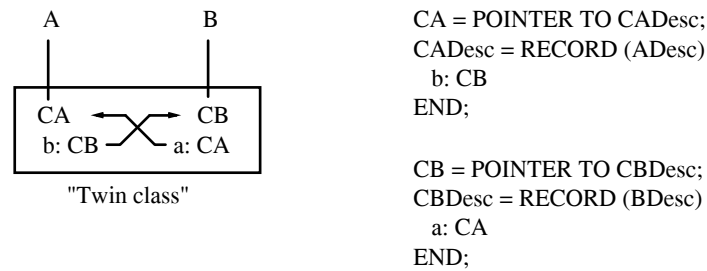 A B
CA CB
b: CB a: CA
"Twin class"
CA = POINTER TO CADesc;
CADesc = RECORD (ADesc)
b: CB
END;
CB = POINTER TO CBDesc;
CBDesc = RECORD (BDesc)
a: CA
END;